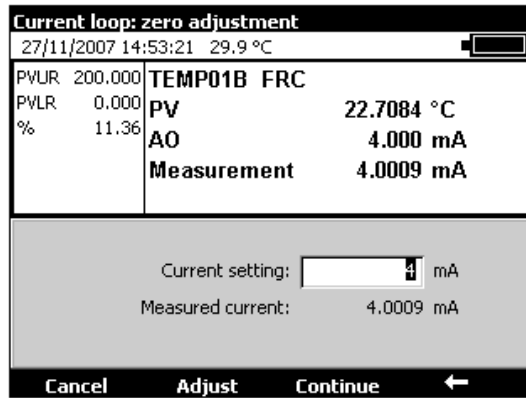 Current loop: zero adjustment
27/11/2007 14:53:21 29.9 °C
PVUR 200.000
PVLR 0.000
% 11.36
TEMP01B FRC
PV 22.7084 °C
AO 4.000 mA
Measurement 4.0009 mA
Current setting: 4 mA
Measured current: 4.0009 mA
Cancel Adjust Continue ←